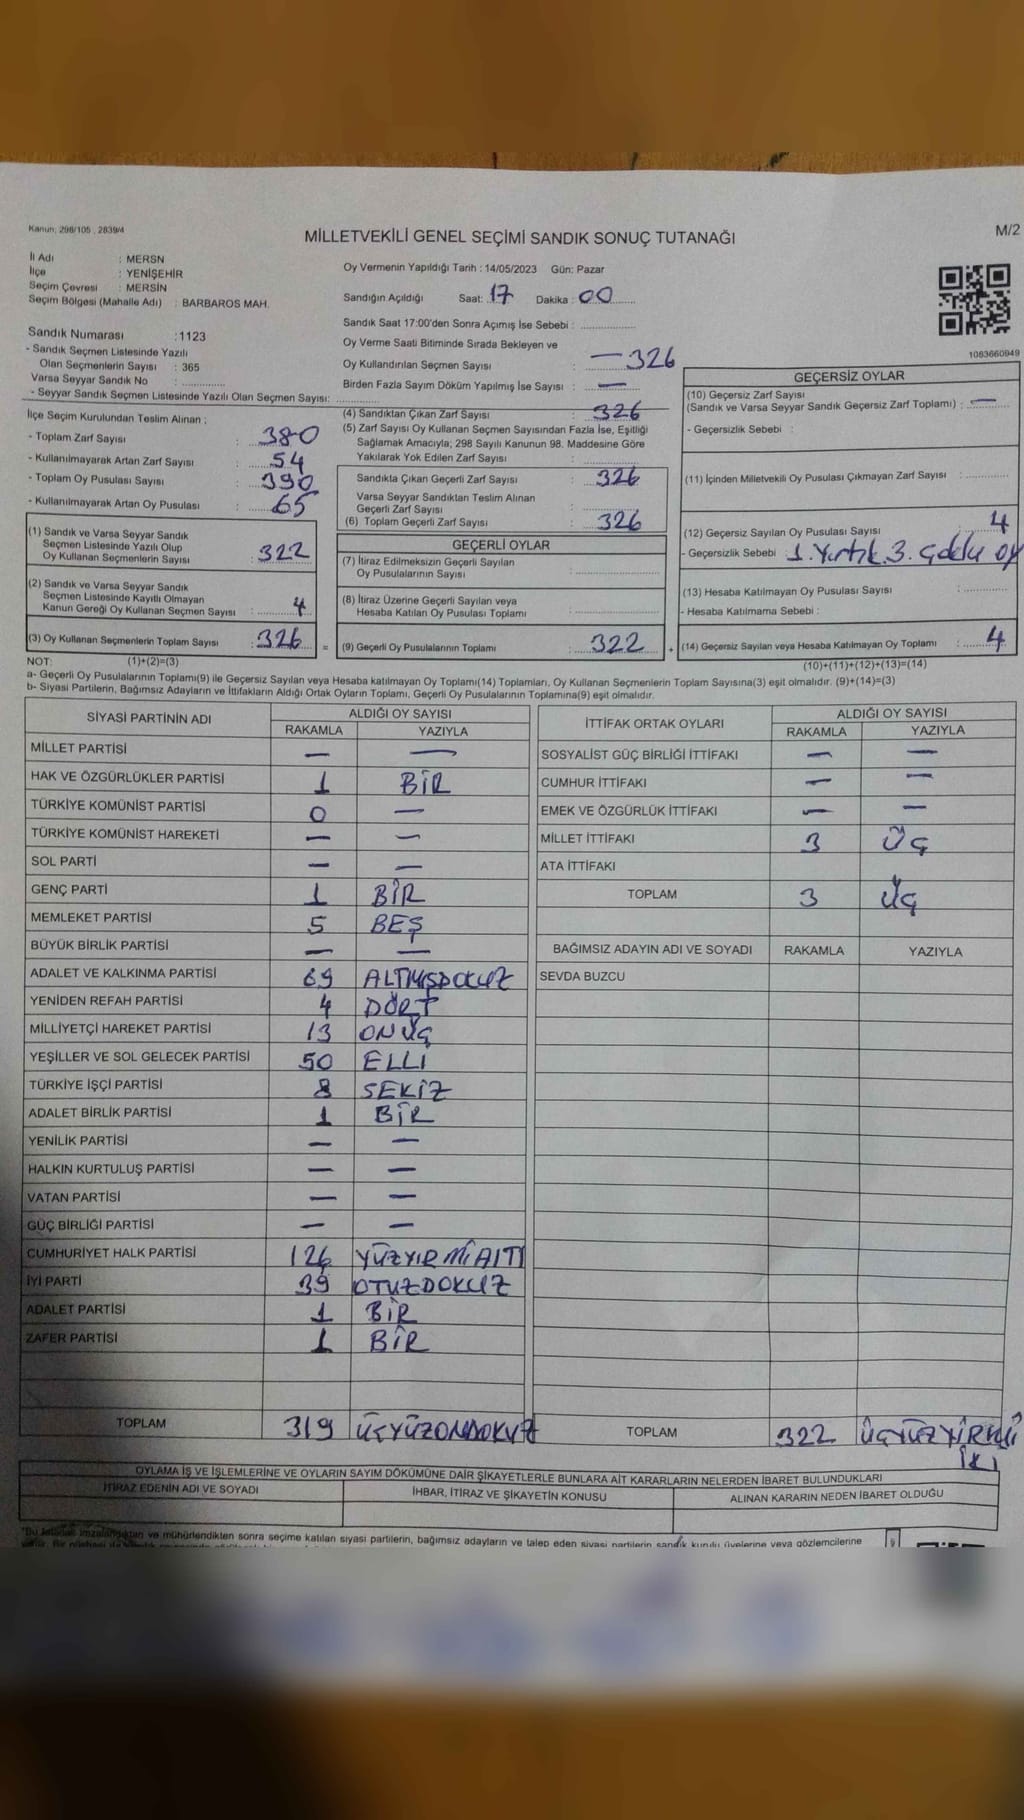 Kanun; 298/105 , 2839/4
MİLLETVEKİLİ GENEL SEÇİMİ SANDIK SONUÇ TUTANAĞI
M/2
İl Adı : MERSN
İlçe : YENİŞEHİR
Seçim Çevresi : MERSİN
Seçim Bölgesi (Mahalle Adı) : BARBAROS MAH.
Oy Vermenin Yapıldığı Tarih : 14/05/2023 Gün: Pazar
Sandığın Açıldığı Saat: 17 Dakika : 00
Sandık Saat 17:00'den Sonra Açımış İse Sebebi :
Oy Verme Saati Bitiminde Sırada Bekleyen ve
Oy Kullandırılan Seçmen Sayısı : — 326
Birden Fazla Sayım Döküm Yapılmış İse Sayısı : —
1083660949
Sandık Numarası : 1123
- Sandık Seçmen Listesinde Yazılı
Olan Seçmenlerin Sayısı : 365
Varsa Seyyar Sandık No :
- Seyyar Sandık Seçmen Listesinde Yazılı Olan Seçmen Sayısı:
İlçe Seçim Kurulundan Teslim Alınan ;
- Toplam Zarf Sayısı : 380
- Kullanılmayarak Artan Zarf Sayısı : 54
- Toplam Oy Pusulası Sayısı : 390
- Kullanılmayarak Artan Oy Pusulası : 65
(1) Sandık ve Varsa Seyyar Sandık
Seçmen Listesinde Yazılı Olup
Oy Kullanan Seçmenlerin Sayısı : 322
(2) Sandık ve Varsa Seyyar Sandık
Seçmen Listesinde Kayıtlı Olmayan
Kanun Gereği Oy Kullanan Seçmen Sayısı : 4
(3) Oy Kullanan Seçmenlerin Toplam Sayısı : 326 =
(4) Sandıktan Çıkan Zarf Sayısı : 326
(5) Zarf Sayısı Oy Kullanan Seçmen Sayısından Fazla İse, Eşitliği
Sağlamak Amacıyla; 298 Sayılı Kanunun 98. Maddesine Göre
Yakılarak Yok Edilen Zarf Sayısı :
Sandıkla Çıkan Geçerli Zarf Sayısı : 326
Varsa Seyyar Sandıktan Teslim Alınan
Geçerli Zarf Sayısı :
(6) Toplam Geçerli Zarf Sayısı : 326
GEÇERLİ OYLAR
(7) İtiraz Edilmeksizin Geçerli Sayılan
Oy Pusulalarının Sayısı :
(8) İtiraz Üzerine Geçerli Sayılan veya
Hesaba Katılan Oy Pusulası Toplamı :
(9) Geçerli Oy Pusulalarının Toplamı : 322 +
GEÇERSİZ OYLAR
(10) Geçersiz Zarf Sayısı
(Sandık ve Varsa Seyyar Sandık Geçersiz Zarf Toplamı) : —
- Geçersizlik Sebebi :
(11) İçinden Milletvekili Oy Pusulası Çıkmayan Zarf Sayısı :
(12) Geçersiz Sayılan Oy Pusulası Sayısı : 4
- Geçersizlik Sebebi : 1. Yırtık. 3. Çoklu oy
(13) Hesaba Katılmayan Oy Pusulası Sayısı :
- Hesaba Katılmama Sebebi :
(14) Geçersiz Sayılan veya Hesaba Katılmayan Oy Toplamı : 4
NOT: (1)+(2)=(3)
(10)+(11)+(12)+(13)=(14)
a- Geçerli Oy Pusulalarının Toplamı(9) ile Geçersiz Sayılan veya Hesaba katılmayan Oy Toplamı(14) Toplamları, Oy Kullanan Seçmenlerin Toplam Sayısına(3) eşit olmalıdır. (9)+(14)=(3)
b- Siyasi Partilerin, Bağımsız Adayların ve İttifakların Aldığı Ortak Oyların Toplamı, Geçerli Oy Pusulalarının Toplamına(9) eşit olmalıdır.
SİYASİ PARTİNİN ADI ALDIĞI OY SAYISI
RAKAMLA YAZIYLA
MİLLET PARTİSİ — —
HAK VE ÖZGÜRLÜKLER PARTİSİ 1 BİR
TÜRKİYE KOMÜNİST PARTİSİ 0 —
TÜRKİYE KOMÜNİST HAREKETİ — —
SOL PARTİ — —
GENÇ PARTİ 1 BİR
MEMLEKET PARTİSİ 5 BEŞ
BÜYÜK BİRLİK PARTİSİ — —
ADALET VE KALKINMA PARTİSİ 69 ALTMIŞDOKUZ
YENİDEN REFAH PARTİSİ 4 DÖRT
MİLLİYETÇİ HAREKET PARTİSİ 13 ONÜÇ
YEŞİLLER VE SOL GELECEK PARTİSİ 50 ELLİ
TÜRKİYE İŞÇİ PARTİSİ 8 SEKİZ
ADALET BİRLİK PARTİSİ 1 BİR
YENİLİK PARTİSİ — —
HALKIN KURTULUŞ PARTİSİ — —
VATAN PARTİSİ — —
GÜÇ BİRLİĞİ PARTİSİ — —
CUMHURİYET HALK PARTİSİ 126 YÜZYİRMİALTI
İYİ PARTİ 39 OTUZDOKUZ
ADALET PARTİSİ 1 BİR
ZAFER PARTİSİ 1 BİR
TOPLAM 319 ÜÇYÜZONDOKUZ
İTTİFAK ORTAK OYLARI ALDIĞI OY SAYISI
RAKAMLA YAZIYLA
SOSYALİST GÜÇ BİRLİĞİ İTTİFAKI — —
CUMHUR İTTİFAKI — —
EMEK VE ÖZGÜRLÜK İTTİFAKI — —
MİLLET İTTİFAKI 3 ÜÇ
ATA İTTİFAKI
TOPLAM 3 ÜÇ
BAĞIMSIZ ADAYIN ADI VE SOYADI RAKAMLA YAZIYLA
SEVDA BUZCU
TOPLAM 322 ÜÇYÜZYİRMİ
İKİ
OYLAMA İŞ VE İŞLEMLERİNE VE OYLARIN SAYIM DÖKÜMÜNE DAİR ŞİKAYETLERLE BUNLARA AİT KARARLARIN NELERDEN İBARET BULUNDUKLARI
İTİRAZ EDENİN ADI VE SOYADI İHBAR, İTİRAZ VE ŞİKAYETİN KONUSU ALINAN KARARIN NEDEN İBARET OLDUĞU
*Bu tutanak imzalandıktan ve mühürlendikten sonra seçime katılan siyasi partilerin, bağımsız adayların ve talep eden siyasi partilerin sandık kurulu üyelerine veya gözlemcilerine